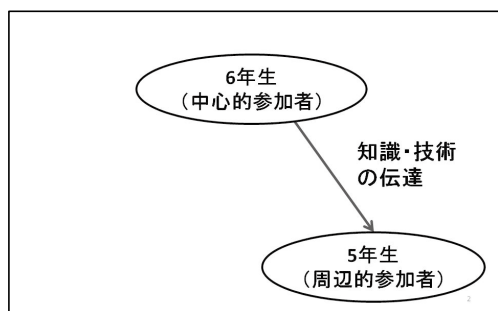 6年生
（中心的参加者）
知識・技術
の伝達
5年生
（周辺的参加者）
2